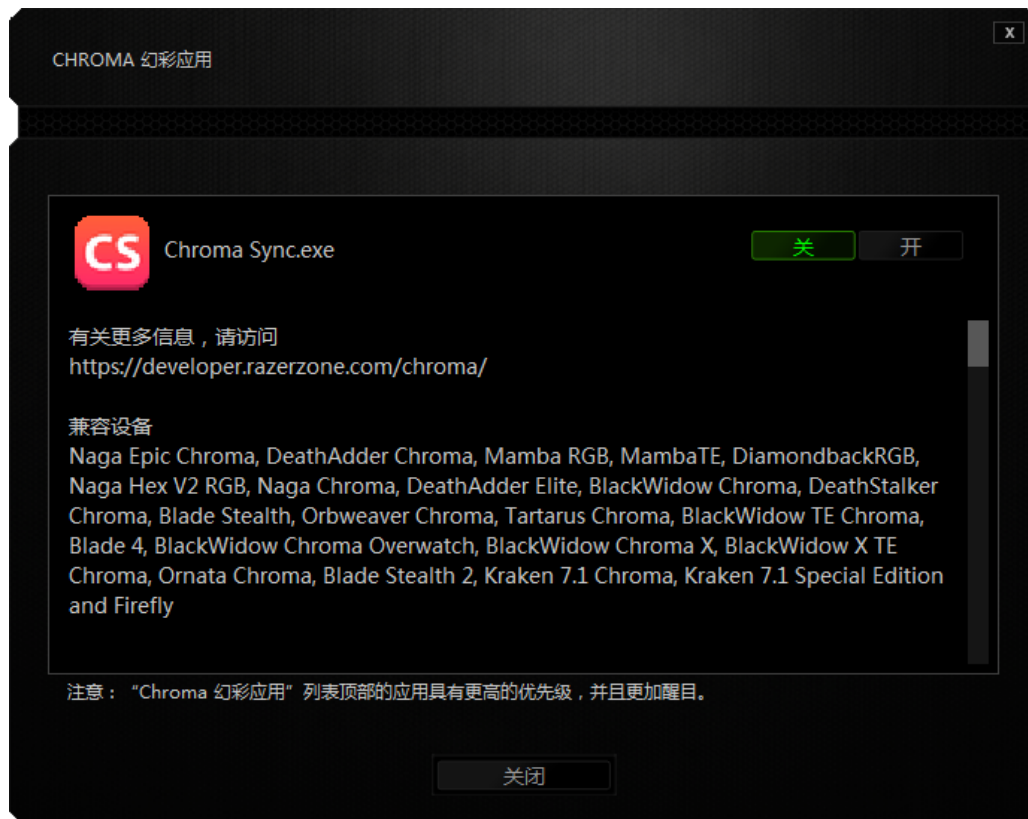 X
CHROMA 幻彩应用
CS
Chroma Sync.exe
关
开
有关更多信息，请访问
https://developer.razerzone.com/chroma/
兼容设备
Naga Epic Chroma, DeathAdder Chroma, Mamba RGB, MambaTE, DiamondbackRGB,
Naga Hex V2 RGB, Naga Chroma, DeathAdder Elite, BlackWidow Chroma, DeathStalker
Chroma, Blade Stealth, Orbweaver Chroma, Tartarus Chroma, BlackWidow TE Chroma,
Blade 4, BlackWidow Chroma Overwatch, BlackWidow Chroma X, BlackWidow X TE
Chroma, Ornata Chroma, Blade Stealth 2, Kraken 7.1 Chroma, Kraken 7.1 Special Edition
and Firefly
注意：“Chroma 幻彩应用”列表顶部的应用具有更高的优先级，并且更加醒目。
关闭